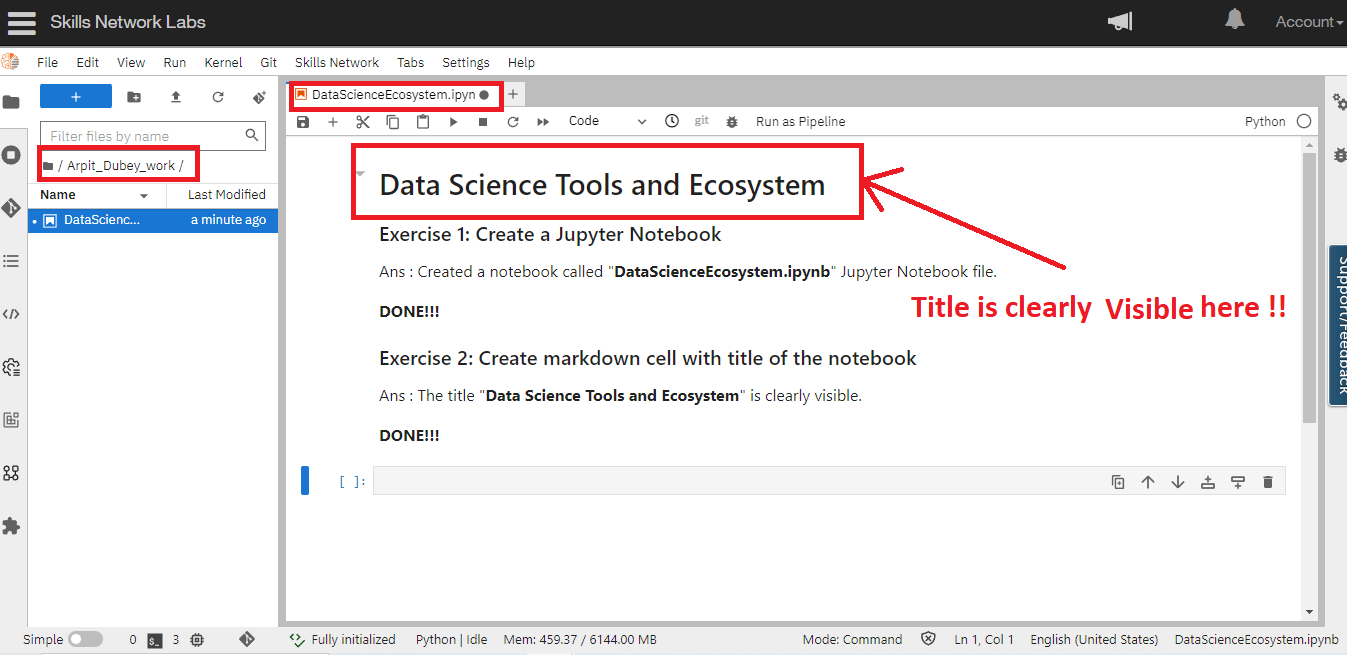 Skills Network Labs
Account
File Edit View Run Kernel Git Skills Network Tabs Settings Help
+
DataScienceEcosystem.ipyn
+
Filter files by name
Code
git
Run as Pipeline
Python
/ Arpit_Dubey_work /
Name
Last Modified
DataScienc...
a minute ago
Data Science Tools and Ecosystem
Exercise 1: Create a Jupyter Notebook
Ans : Created a notebook called "DataScienceEcosystem.ipynb" Jupyter Notebook file.
DONE!!!
Title is clearly Visible here !!
Exercise 2: Create markdown cell with title of the notebook
Ans : The title "Data Science Tools and Ecosystem" is clearly visible.
DONE!!!
[ ]:
Support/Feedback
Simple 0 3 Fully initialized Python | Idle Mem: 459.37 / 6144.00 MB Mode: Command Ln 1, Col 1 English (United States) DataScienceEcosystem.ipynb